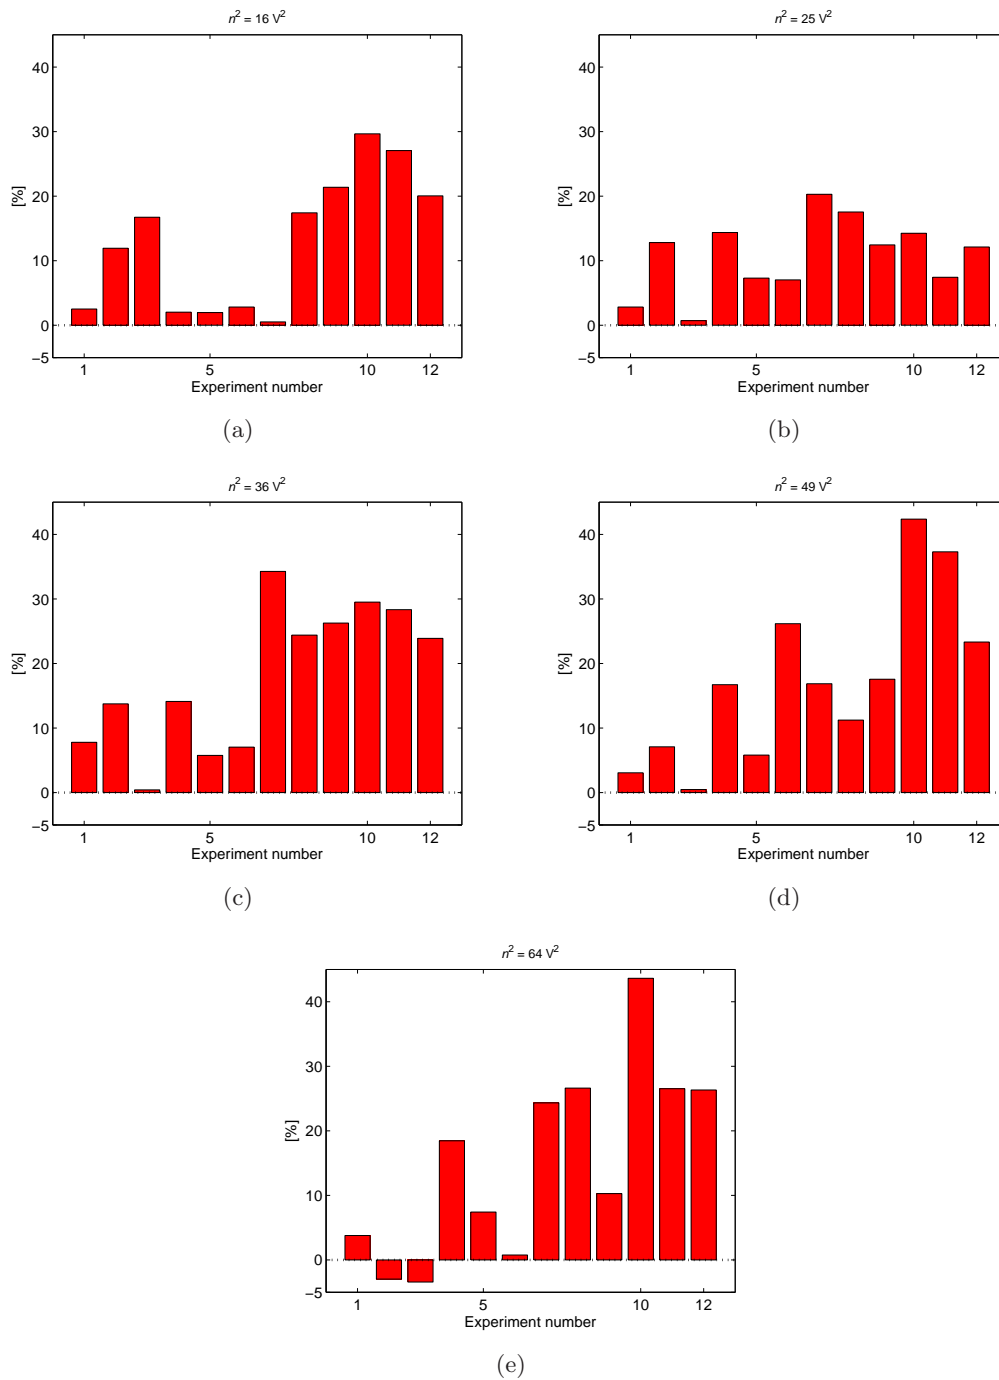 n² = 16 V²
40
30
20
10
0
−5
[%]
1 5 10 12
Experiment number
(a)
n² = 25 V²
40
30
20
10
0
−5
[%]
1 5 10 12
Experiment number
(b)
n² = 36 V²
40
30
20
10
0
−5
[%]
1 5 10 12
Experiment number
(c)
n² = 49 V²
40
30
20
10
0
−5
[%]
1 5 10 12
Experiment number
(d)
n² = 64 V²
40
30
20
10
0
−5
[%]
1 5 10 12
Experiment number
(e)